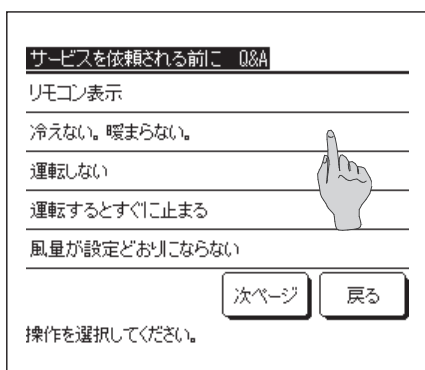 サービスを依頼される前に Q&A
リモコン表示
冷えない。暖まらない。
運転しない
運転するとすぐに止まる
風量が設定どおりにならない
次ページ 戻る
操作を選択してください。